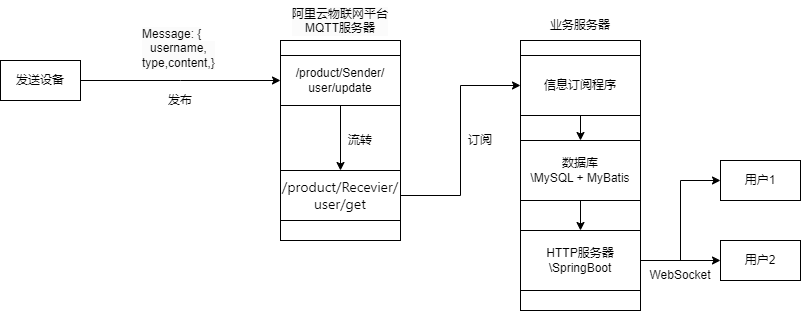 发送设备
Message: {
username,
type,content,}
发布
阿里云物联网平台
MQTT服务器
/product/Sender/
user/update
流转
/product/Recevier/
user/get
订阅
业务服务器
信息订阅程序
数据库
\MySQL + MyBatis
HTTP服务器
\SpringBoot
WebSocket
用户1
用户2